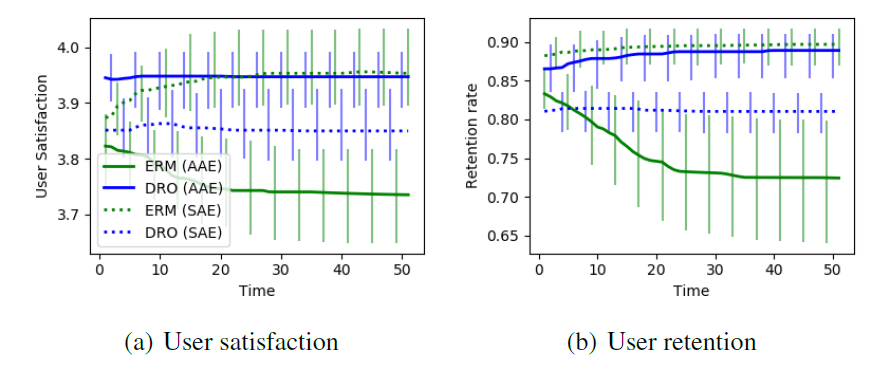 4.0
3.9
3.8
3.7
User Satisfaction
ERM (AAE)
DRO (AAE)
ERM (SAE)
DRO (SAE)
0 10 20 30 40 50
Time
(a) User satisfaction
0.90
0.85
0.80
0.75
0.70
0.65
Retention rate
0 10 20 30 40 50
Time
(b) User retention